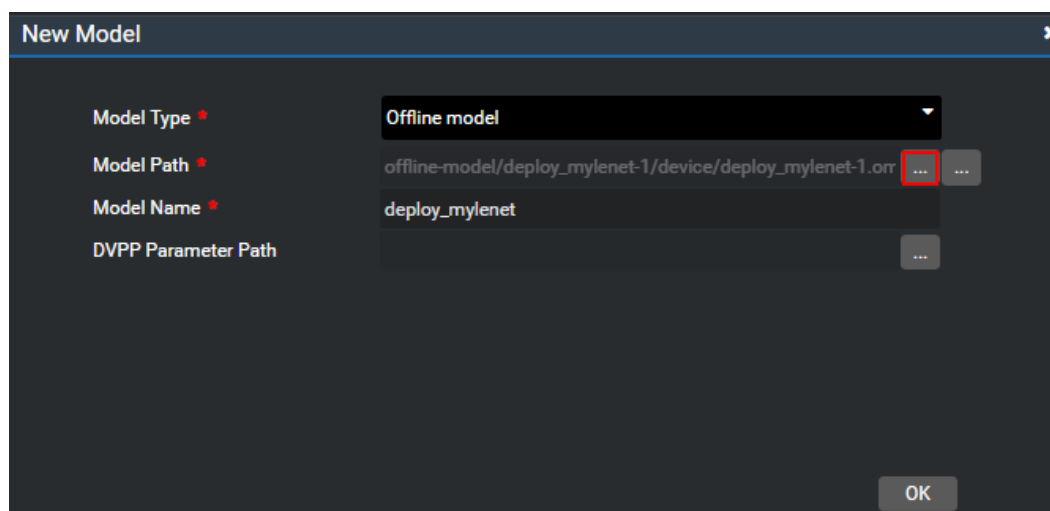 New Model
Model Type *
Offline model
Model Path *
offline-model/deploy_mylenet-1/device/deploy_mylenet-1.om
... ...
Model Name *
deploy_mylenet
DVPP Parameter Path
...
OK